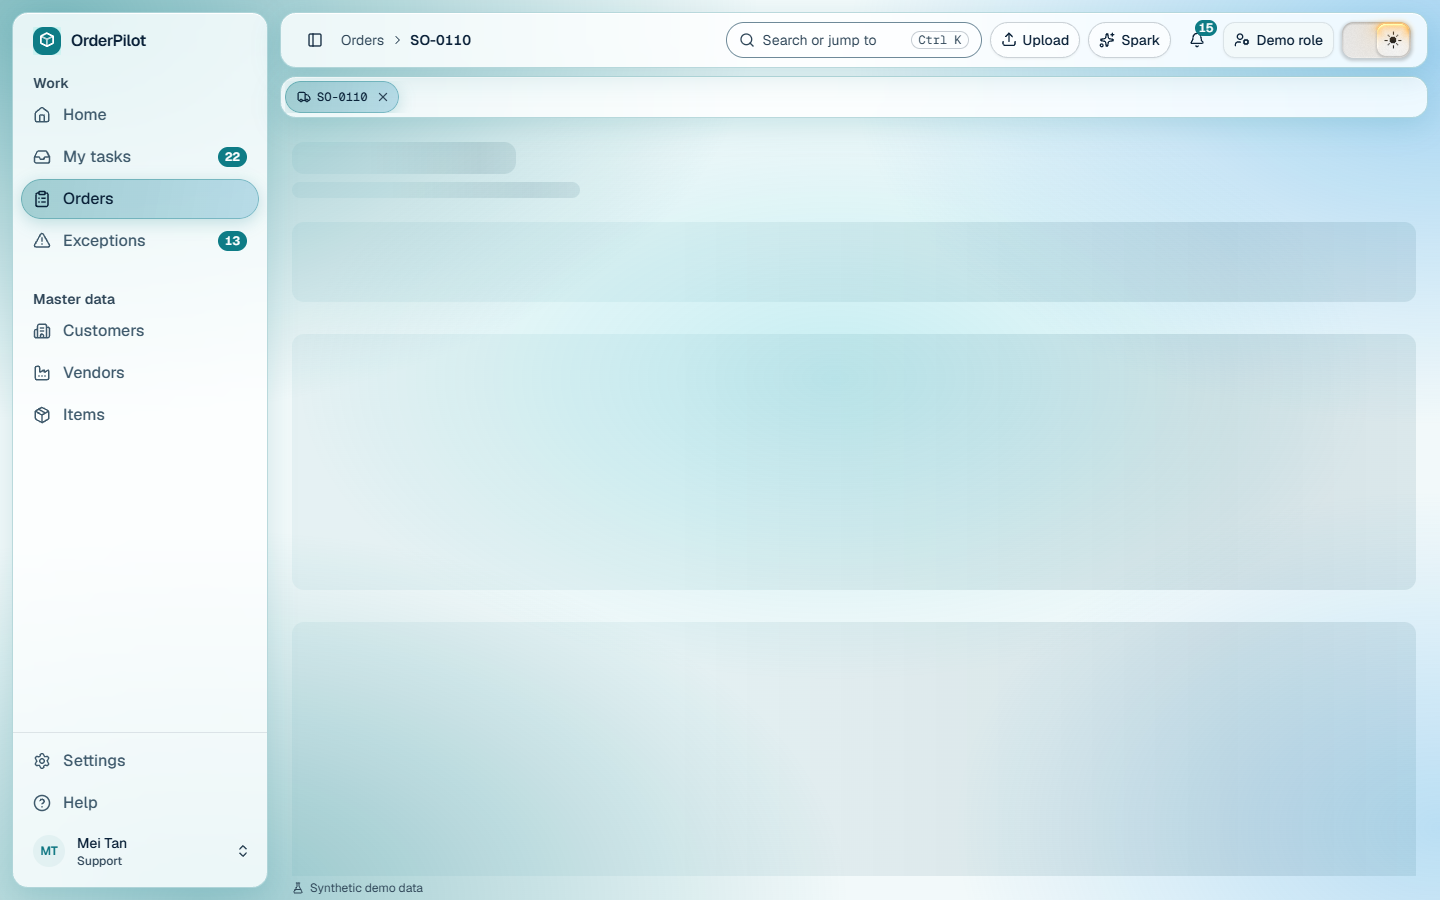 OrderPilot
Work
Home
My tasks 22
Orders
Exceptions 13
Master data
Customers
Vendors
Items
Settings
Help
MT
Mei Tan
Support
Orders > SO-0110
Search or jump to Ctrl K
Upload
Spark
15
Demo role
SO-0110
Synthetic demo data